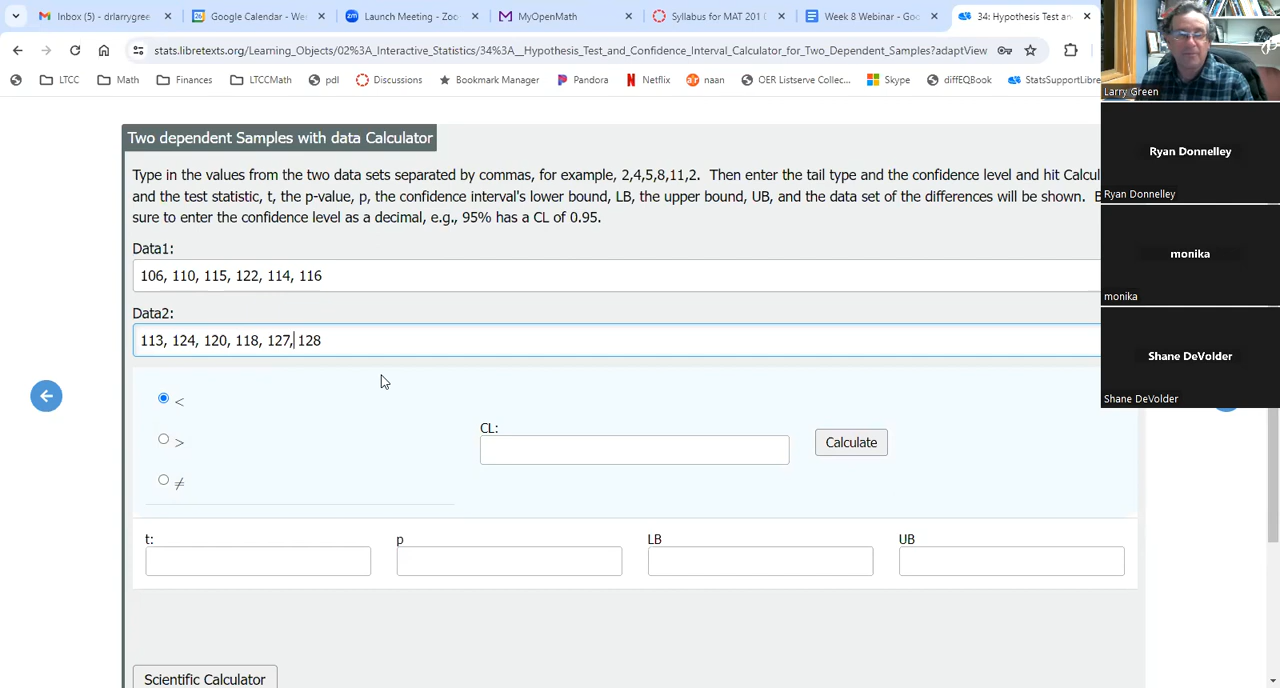 Inbox (5) - drlarrygree
Google Calendar - We
Launch Meeting - Zoo
MyOpenMath
Syllabus for MAT 201
Week 8 Webinar - Goo
34: Hypothesis Test an
stats.libretexts.org/Learning_Objects/02%3A_Interactive_Statistics/34%3A_Hypothesis_Test_and_Confidence_Interval_Calculator_for_Two_Dependent_Samples?adaptView
LTCC
Math
Finances
LTCCMath
pdl
Discussions
Bookmark Manager
Pandora
Netflix
naan
OER Listserve Collec...
Skype
diffEQBook
StatsSupportLibre
Larry Green
Ryan Donnelley
Ryan Donnelley
monika
monika
Shane DeVolder
Shane DeVolder
Two dependent Samples with data Calculator
Type in the values from the two data sets separated by commas, for example, 2,4,5,8,11,2. Then enter the tail type and the confidence level and hit Calcul
and the test statistic, t, the p-value, p, the confidence interval's lower bound, LB, the upper bound, UB, and the data set of the differences will be shown.
sure to enter the confidence level as a decimal, e.g., 95% has a CL of 0.95.
Data1:
106, 110, 115, 122, 114, 116
Data2:
113, 124, 120, 118, 127, 128
<
>
≠
CL:
Calculate
t:
p
LB
UB
Scientific Calculator